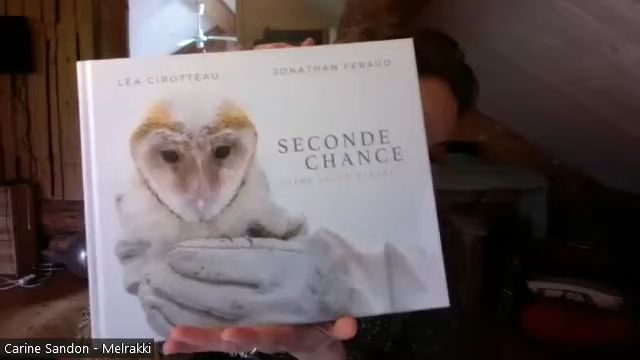 LÉA CIROTTEAU
JONATHAN FERAUD
SECONDE
CHANCE
Carine Sandon - Melrakki